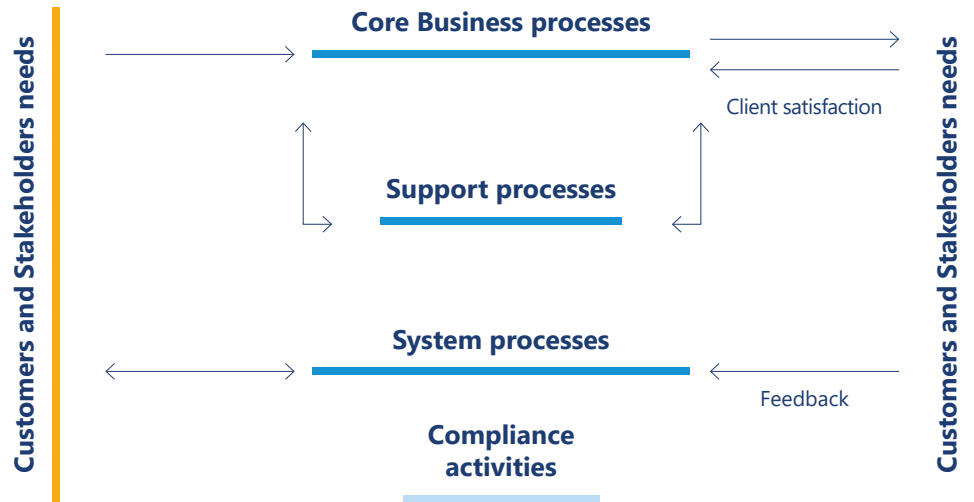 Customers and Stakeholders needs
Core Business processes
Client satisfaction
Support processes
System processes
Feedback
Compliance
activities
Customers and Stakeholders needs